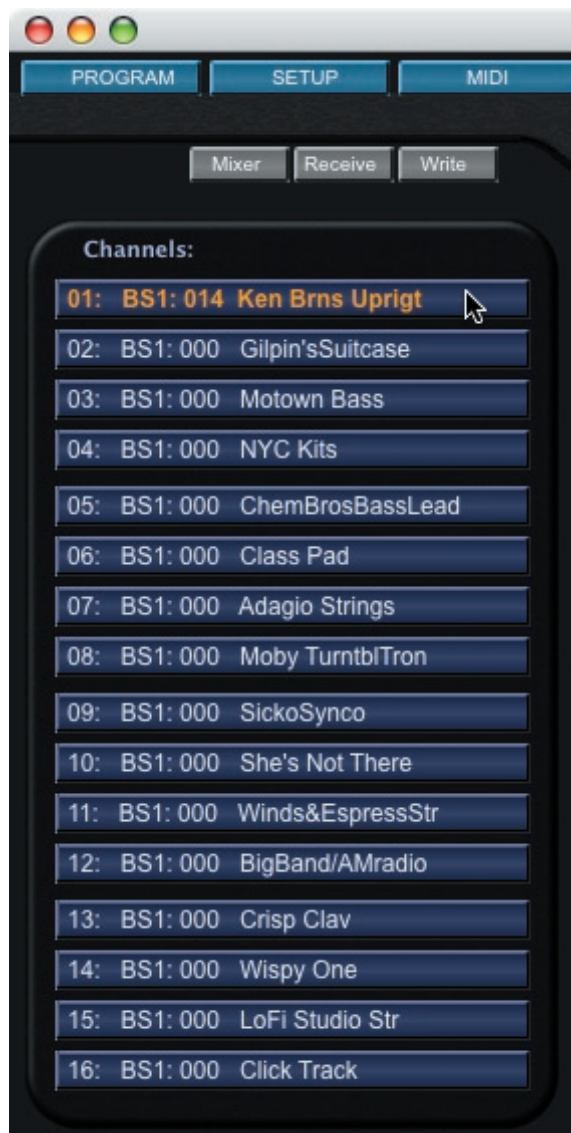 PROGRAM SETUP MIDI
Mixer Receive Write
Channels:
01: BS1: 014 Ken Brns Uprigt
02: BS1: 000 Gilpin'sSuitcase
03: BS1: 000 Motown Bass
04: BS1: 000 NYC Kits
05: BS1: 000 ChemBrosBassLead
06: BS1: 000 Class Pad
07: BS1: 000 Adagio Strings
08: BS1: 000 Moby TurntblTron
09: BS1: 000 SickoSynco
10: BS1: 000 She's Not There
11: BS1: 000 Winds&EspressStr
12: BS1: 000 BigBand/AMradio
13: BS1: 000 Crisp Clav
14: BS1: 000 Wispy One
15: BS1: 000 LoFi Studio Str
16: BS1: 000 Click Track